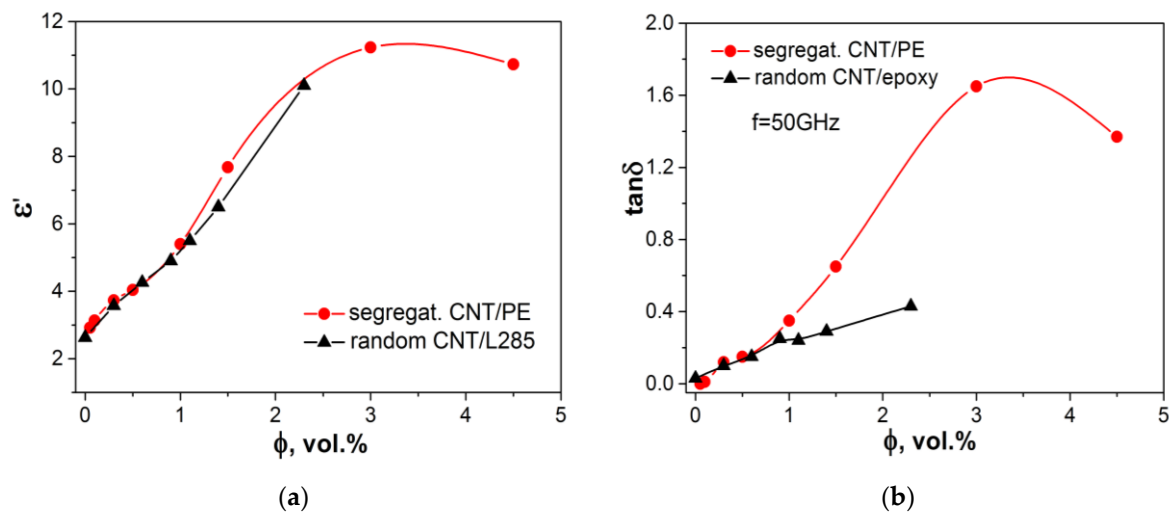 12
10
8
6
4
2
ε'
segregat. CNT/PE
random CNT/L285
0 1 2 3 4 5
ϕ, vol.%
(a)
2.0
1.6
1.2
0.8
0.4
0.0
tanδ
segregat. CNT/PE
random CNT/epoxy
f=50GHz
0 1 2 3 4 5
ϕ, vol.%
(b)